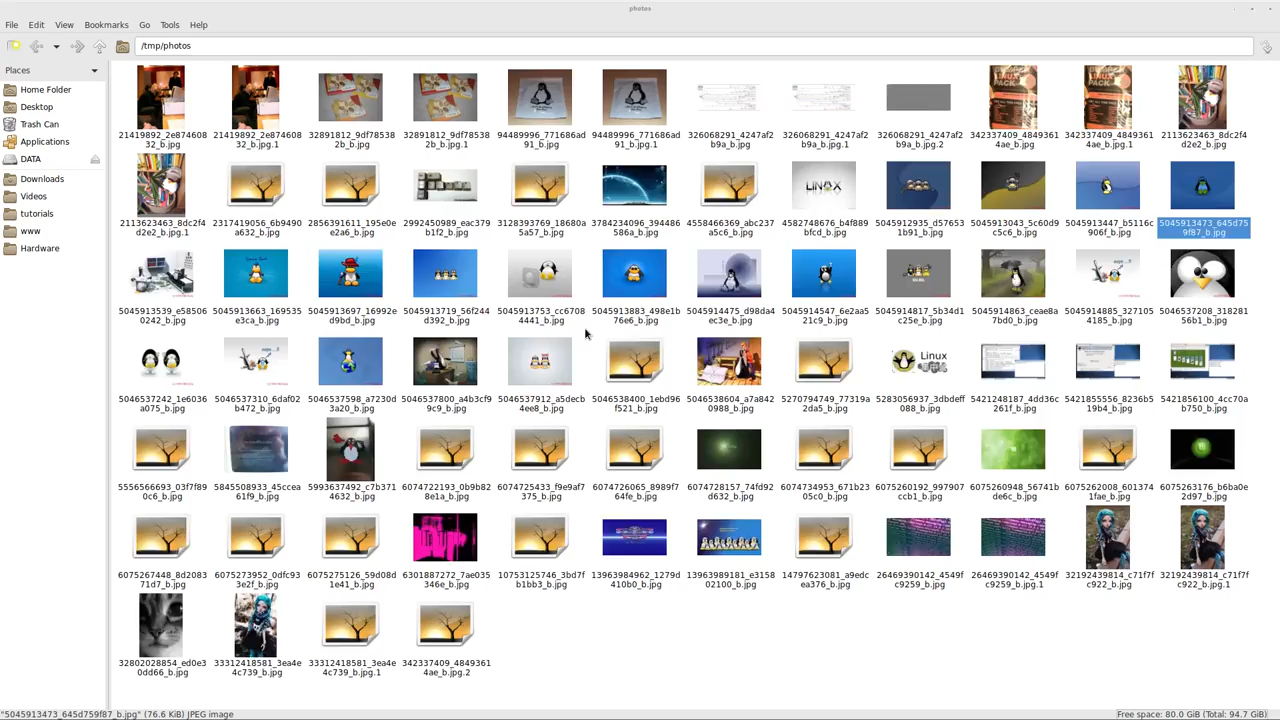 photos
File Edit View Bookmarks Go Tools Help
/tmp/photos
Places
Home Folder
Desktop
Trash Can
Applications
DATA
Downloads
Videos
tutorials
www
Hardware
21419892_2e874608 21419892_2e874608 32891812_9df78538 32891812_9df78538 94489996_771686ad 94489996_771686ad 326068291_4247af2 326068291_4247af2 326068291_4247af2 342337409_4849361 342337409_4849361 2113623463_8dc2f4
32_b.jpg 32_b.jpg.1 2b_b.jpg 2b_b.jpg.1 91_b.jpg 91_b.jpg.1 b9a_b.jpg b9a_b.jpg.1 b9a_b.jpg.2 4ae_b.jpg 4ae_b.jpg.1 d2e2_b.jpg
LINUX
2113623463_8dc2f4 2317419056_6b9490 2856391611_195e0e 2992450989_eac379 3128393769_18680a 3784234096_394486 4558466369_abc237 4582748676_df9889 5045912935_d57653 5045913043_5c60d9 5045913447_b5116c 5045913473_645d75
d2e2_b.jpg.1 a632_b.jpg e2a6_b.jpg b1f2_b.jpg 5a57_b.jpg 586a_b.jpg a5c6_b.jpg bfcd_b.jpg 1b91_b.jpg c5c6_b.jpg 906f_b.jpg 9f87_b.jpg
5045913539_e58506 5045913663_169535 5045913697_16992e 5045913719_56f244 5045913753_cc6708 5045913883_498e1b 5045914475_d98da4 5045914547_6e2aa5 5045914817_5b34d1 5045914863_ceae8a 5045914885_327105 5046537208_318281
0242_b.jpg e3ca_b.jpg d9bd_b.jpg d392_b.jpg 4441_b.jpg 76e6_b.jpg ec3e_b.jpg 21c9_b.jpg c25e_b.jpg 7bd0_b.jpg 4185_b.jpg 56b1_b.jpg
Linux
5046537242_1e6036 5046537310_6daf02 5046537598_a7230d 5046537800_a4b3cf 5046537912_a5decb 5046538400_1ebd96 5046538604_a7a842 5270794749_77319a 5283056937_3dbdeff 5421248187_4dd36c 5421855556_8236b5 5421856100_4cc70a
a075_b.jpg b472_b.jpg 3a20_b.jpg 9c9_b.jpg 4ee8_b.jpg f521_b.jpg 0988_b.jpg 2da5_b.jpg 088_b.jpg 261f_b.jpg 19b4_b.jpg b750_b.jpg
5556566693_03f7f89 5845508933_45ccea 5993637492_c7b371 6074722193_0b9b82 6074725433_f9e9af7 6074726065_8989f7 6074728157_74fd92 6074734953_671b23 6075260192_997907 6075260948_56741b 6075262008_601374 6075263176_b6ba0e
0c6_b.jpg 61f9_b.jpg 4632_b.jpg 8e1a_b.jpg 375_b.jpg 64fe_b.jpg d632_b.jpg 05c0_b.jpg ccb1_b.jpg de6c_b.jpg 1fae_b.jpg 2d97_b.jpg
6075267448_8d2083 6075273952_0dfc93 6075275126_59d08d 6301887272_7ae035 10753125746_3bd7f 13963984962_1279d 13963989181_e3158 14797623081_a9edc 26469390142_4549f 26469390142_4549f 32192439814_c71f7f 32192439814_c71f7f
71d7_b.jpg 3e2f_b.jpg 1e41_b.jpg 346e_b.jpg b1bb3_b.jpg 410b0_b.jpg 02100_b.jpg ea376_b.jpg c9259_b.jpg c9259_b.jpg.1 c922_b.jpg c922_b.jpg.1
32802028854_ed0e3 33312418581_3ea4e 33312418581_3ea4e 342337409_4849361
0dd66_b.jpg 4c739_b.jpg 4c739_b.jpg.1 4ae_b.jpg.2
"5045913473_645d759f87_b.jpg" (76.6 KiB) JPEG image
Free space: 80.0 GiB (Total: 94.7 GiB)